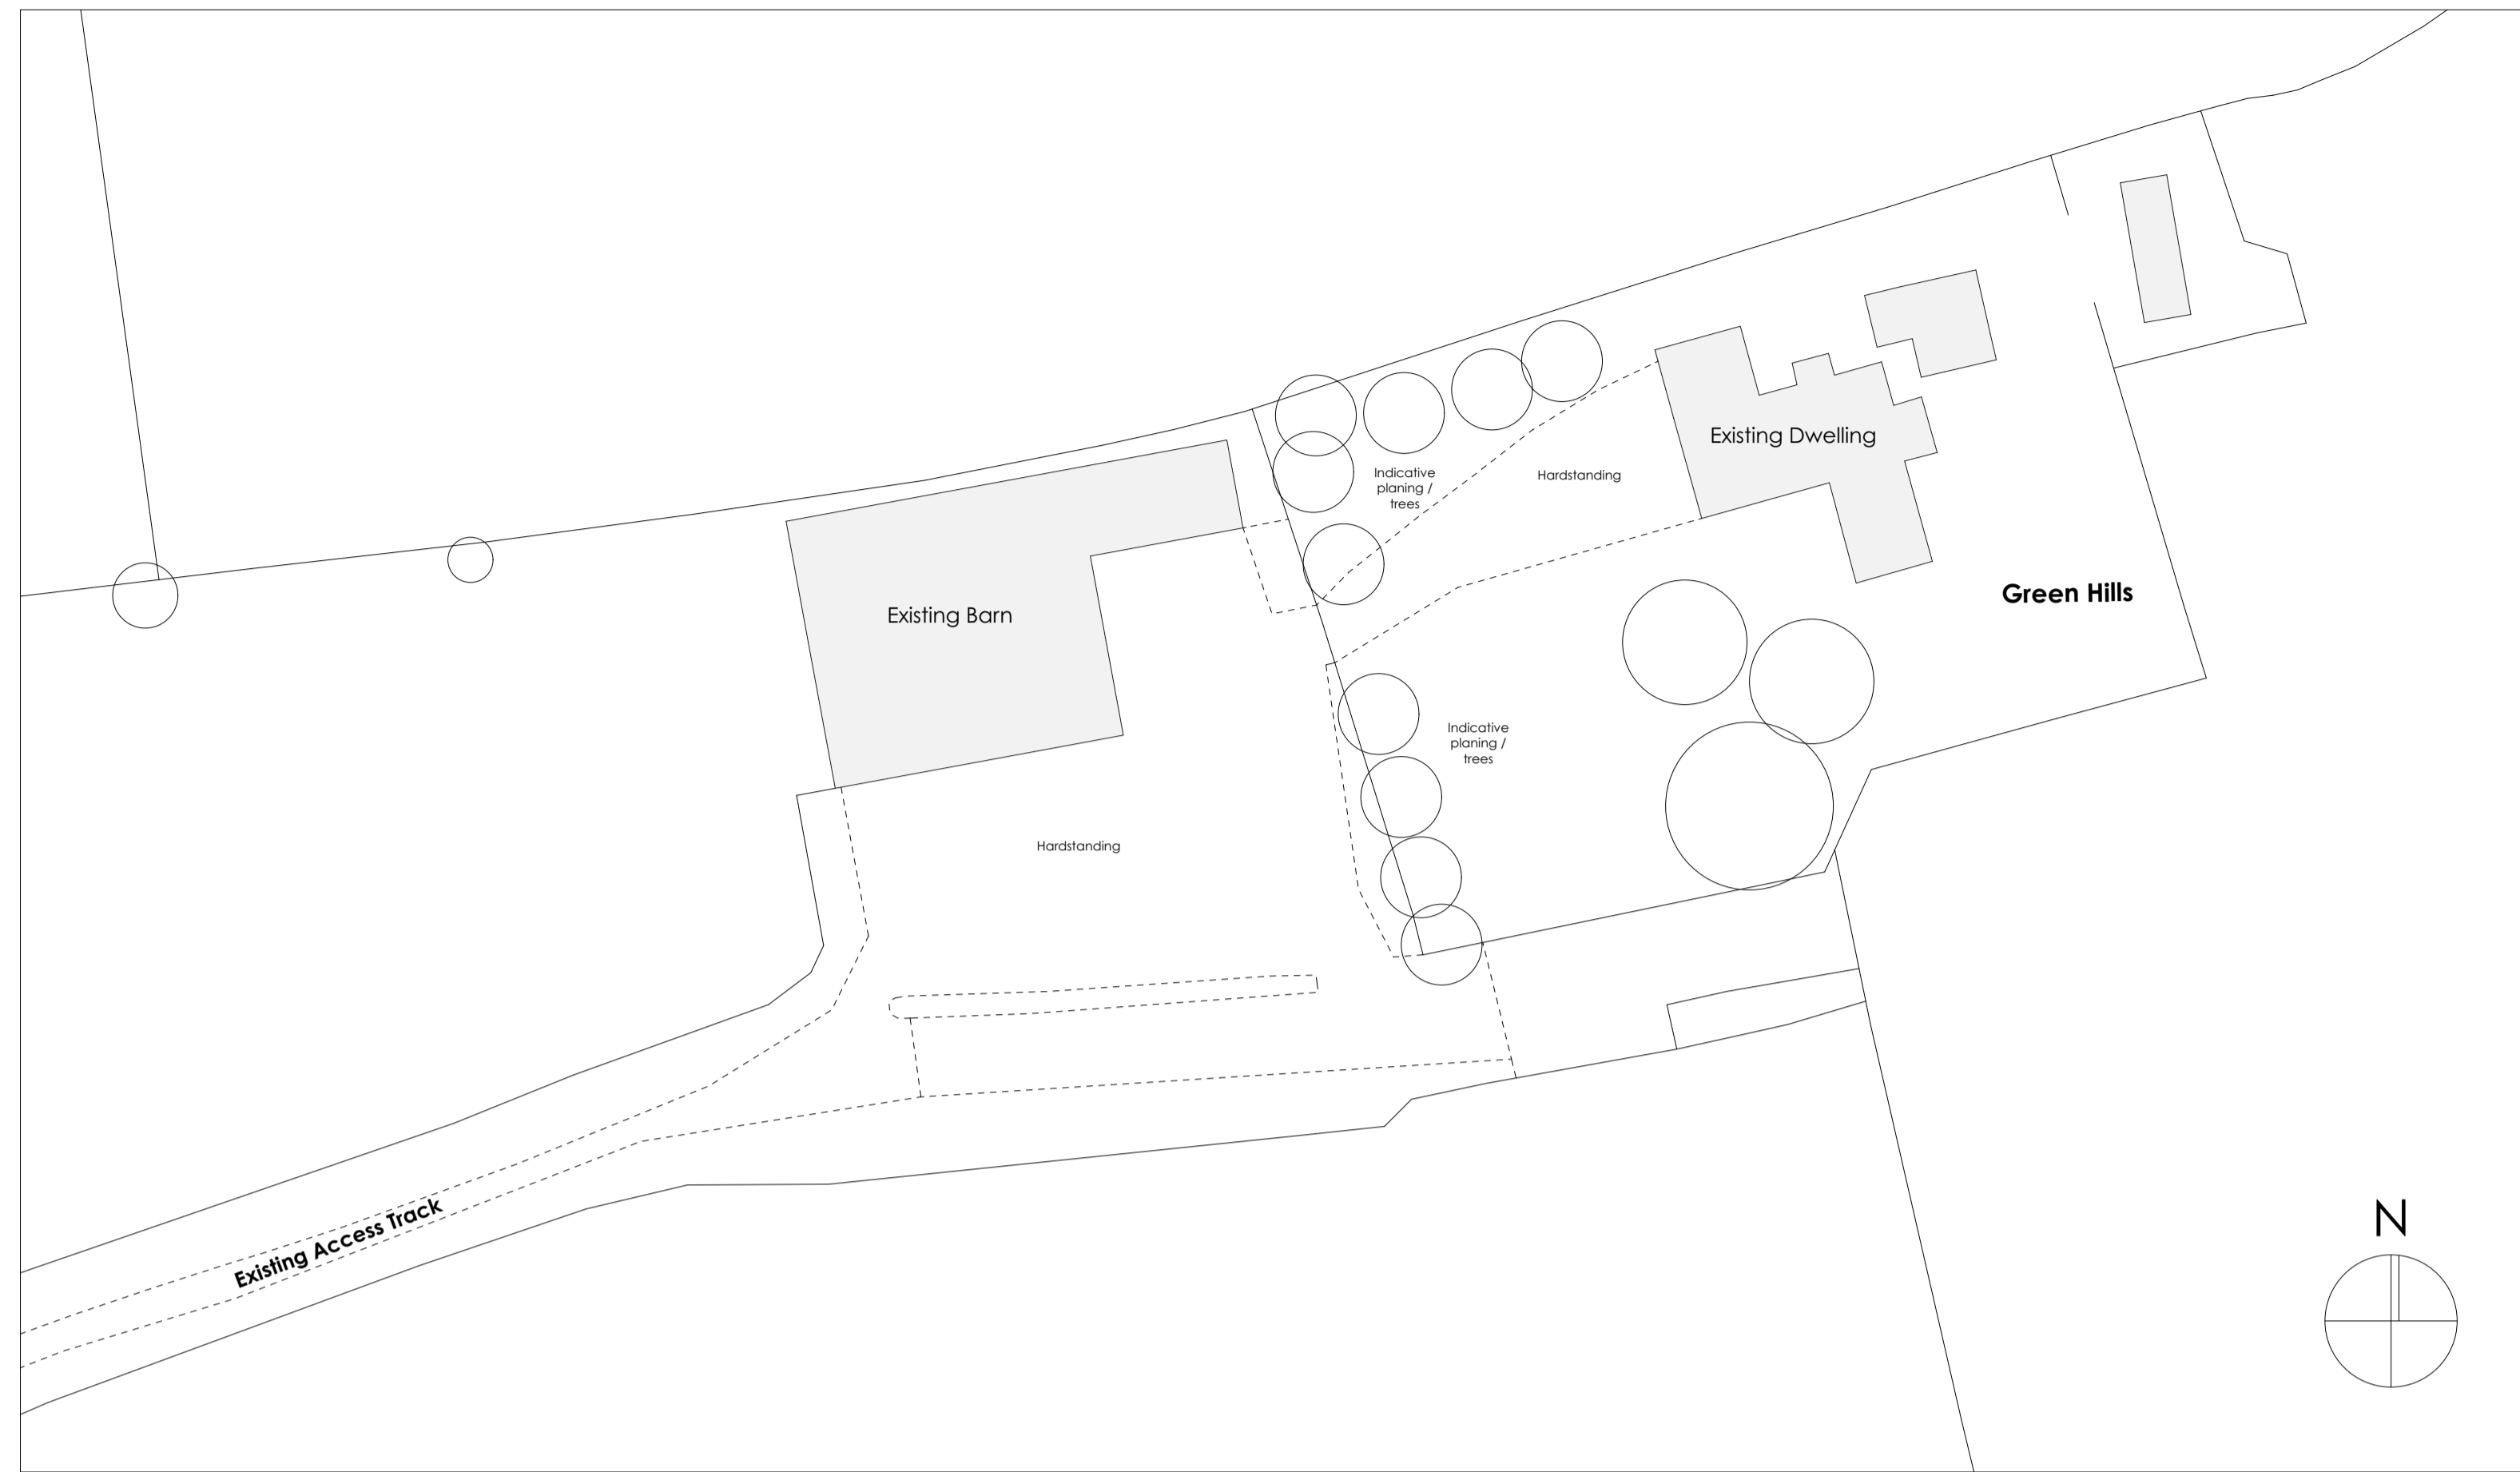 Indicative
planing /
trees
Hardstanding
Existing Dwelling
Existing Barn
Green Hills
Indicative
planing /
trees
Hardstanding
Existing Access Track
N